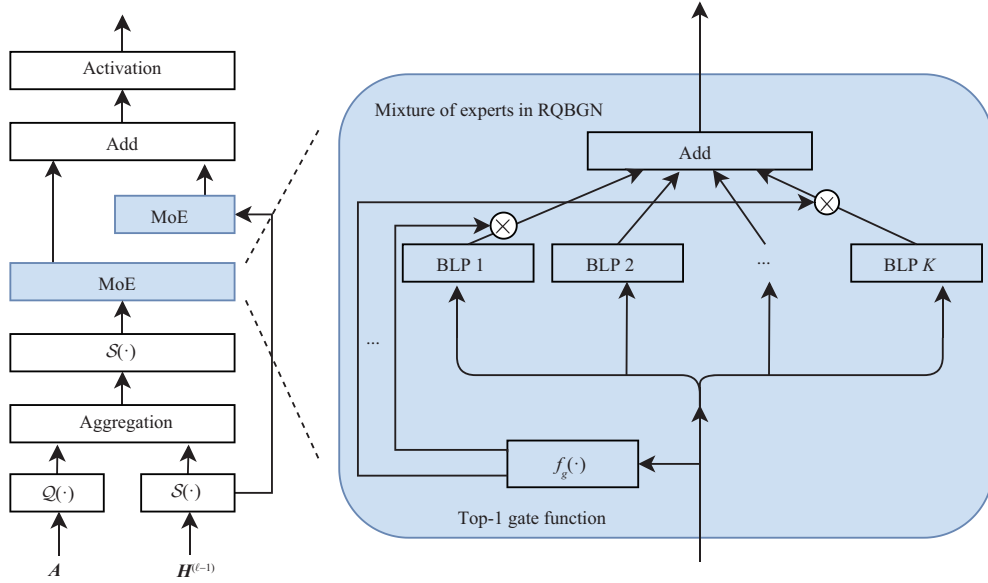 Activation
Add
MoE
MoE
𝒮(·)
Aggregation
𝒬(·)
𝒮(·)
A
H^(ℓ−1)
Mixture of experts in RQBGN
Add
BLP 1
BLP 2
...
BLP K
...
f_g(·)
Top-1 gate function